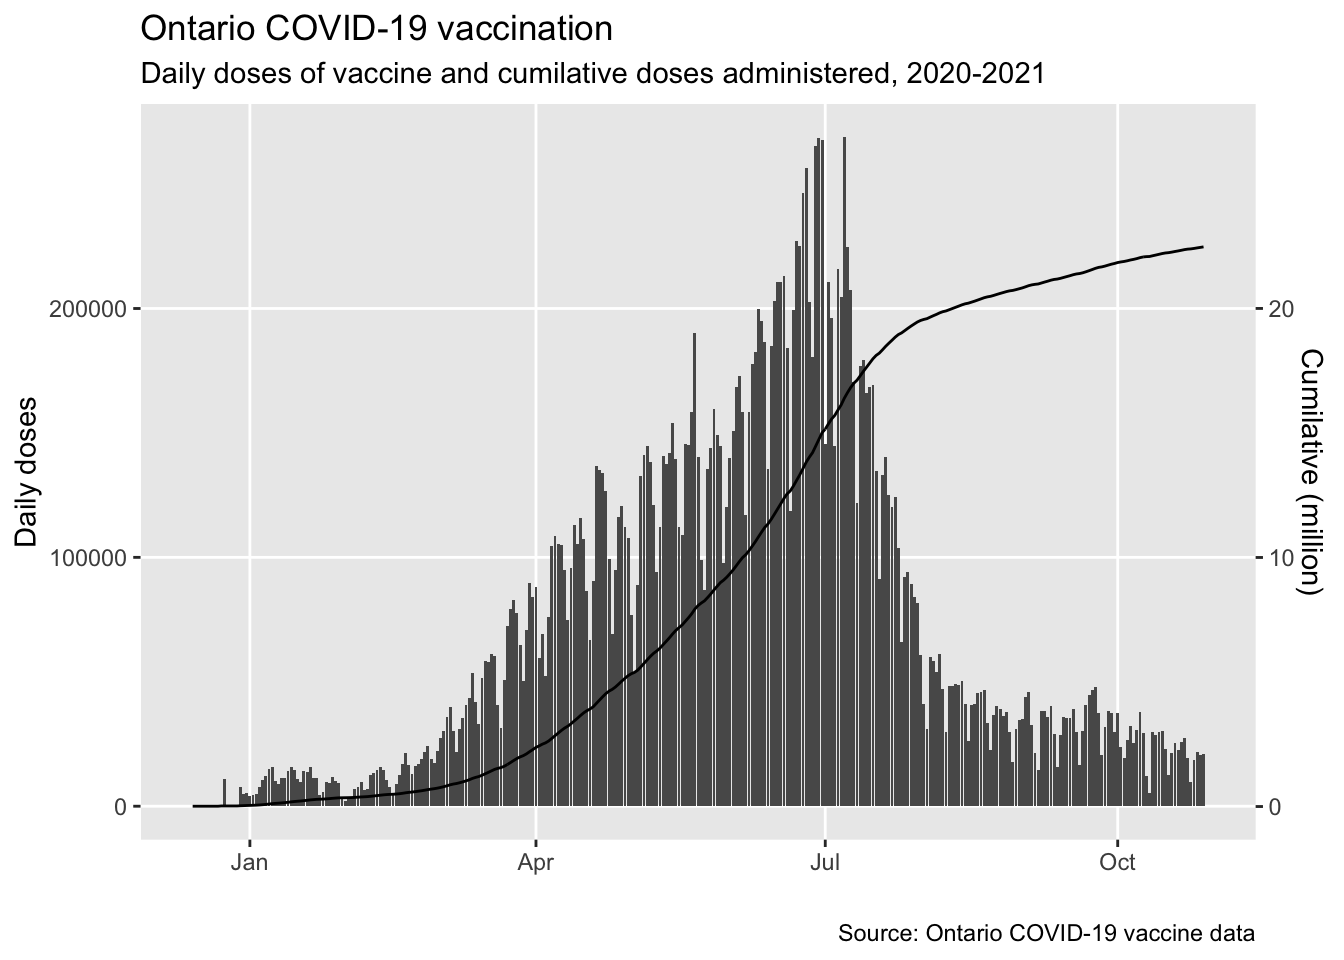 Ontario COVID-19 vaccination
Daily doses of vaccine and cumilative doses administered, 2020-2021
Daily doses
200000
100000
0
20
10
0
Cumilative (million)
Jan
Apr
Jul
Oct
Source: Ontario COVID-19 vaccine data